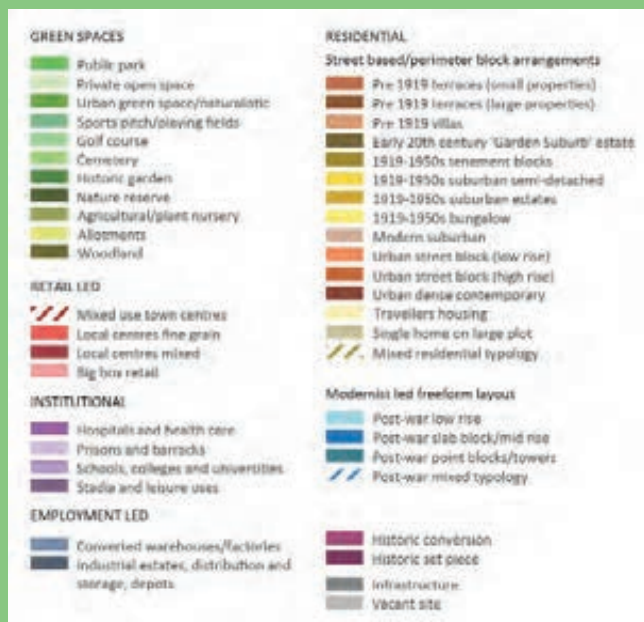 GREEN SPACES
Public park
Private open space
Urban green space/naturalistic
Sports pitch/playing fields
Golf course
Cemetery
Historic garden
Nature reserve
Agricultural/plant nursery
Allotments
Woodland
RETAIL LED
Mixed use town centres
Local centres fine grain
Local centres mixed
Big box retail
INSTITUTIONAL
Hospitals and health care
Prisons and barracks
Schools, colleges and universities
Stadia and leisure uses
EMPLOYMENT LED
Converted warehouses/factories
Industrial estates, distribution and
storage, depots
RESIDENTIAL
Street based/perimeter block arrangements
Pre 1919 terraces (small properties)
Pre 1919 terraces (large properties)
Pre 1919 villas
Early 20th century 'Garden Suburb' estate
1919-1950s tenement blocks
1919-1950s suburban semi-detached
1919-1950s suburban estates
1919-1950s bungalow
Modern suburban
Urban street block (low rise)
Urban street block (high rise)
Urban dense contemporary
Travellers housing
Single home on large plot
Mixed residential typology
Modernist led freeform layout
Post-war low rise
Post-war slab block/mid rise
Post-war point blocks/towers
Post-war mixed typology
Historic conversion
Historic set piece
Infrastructure
Vacant site